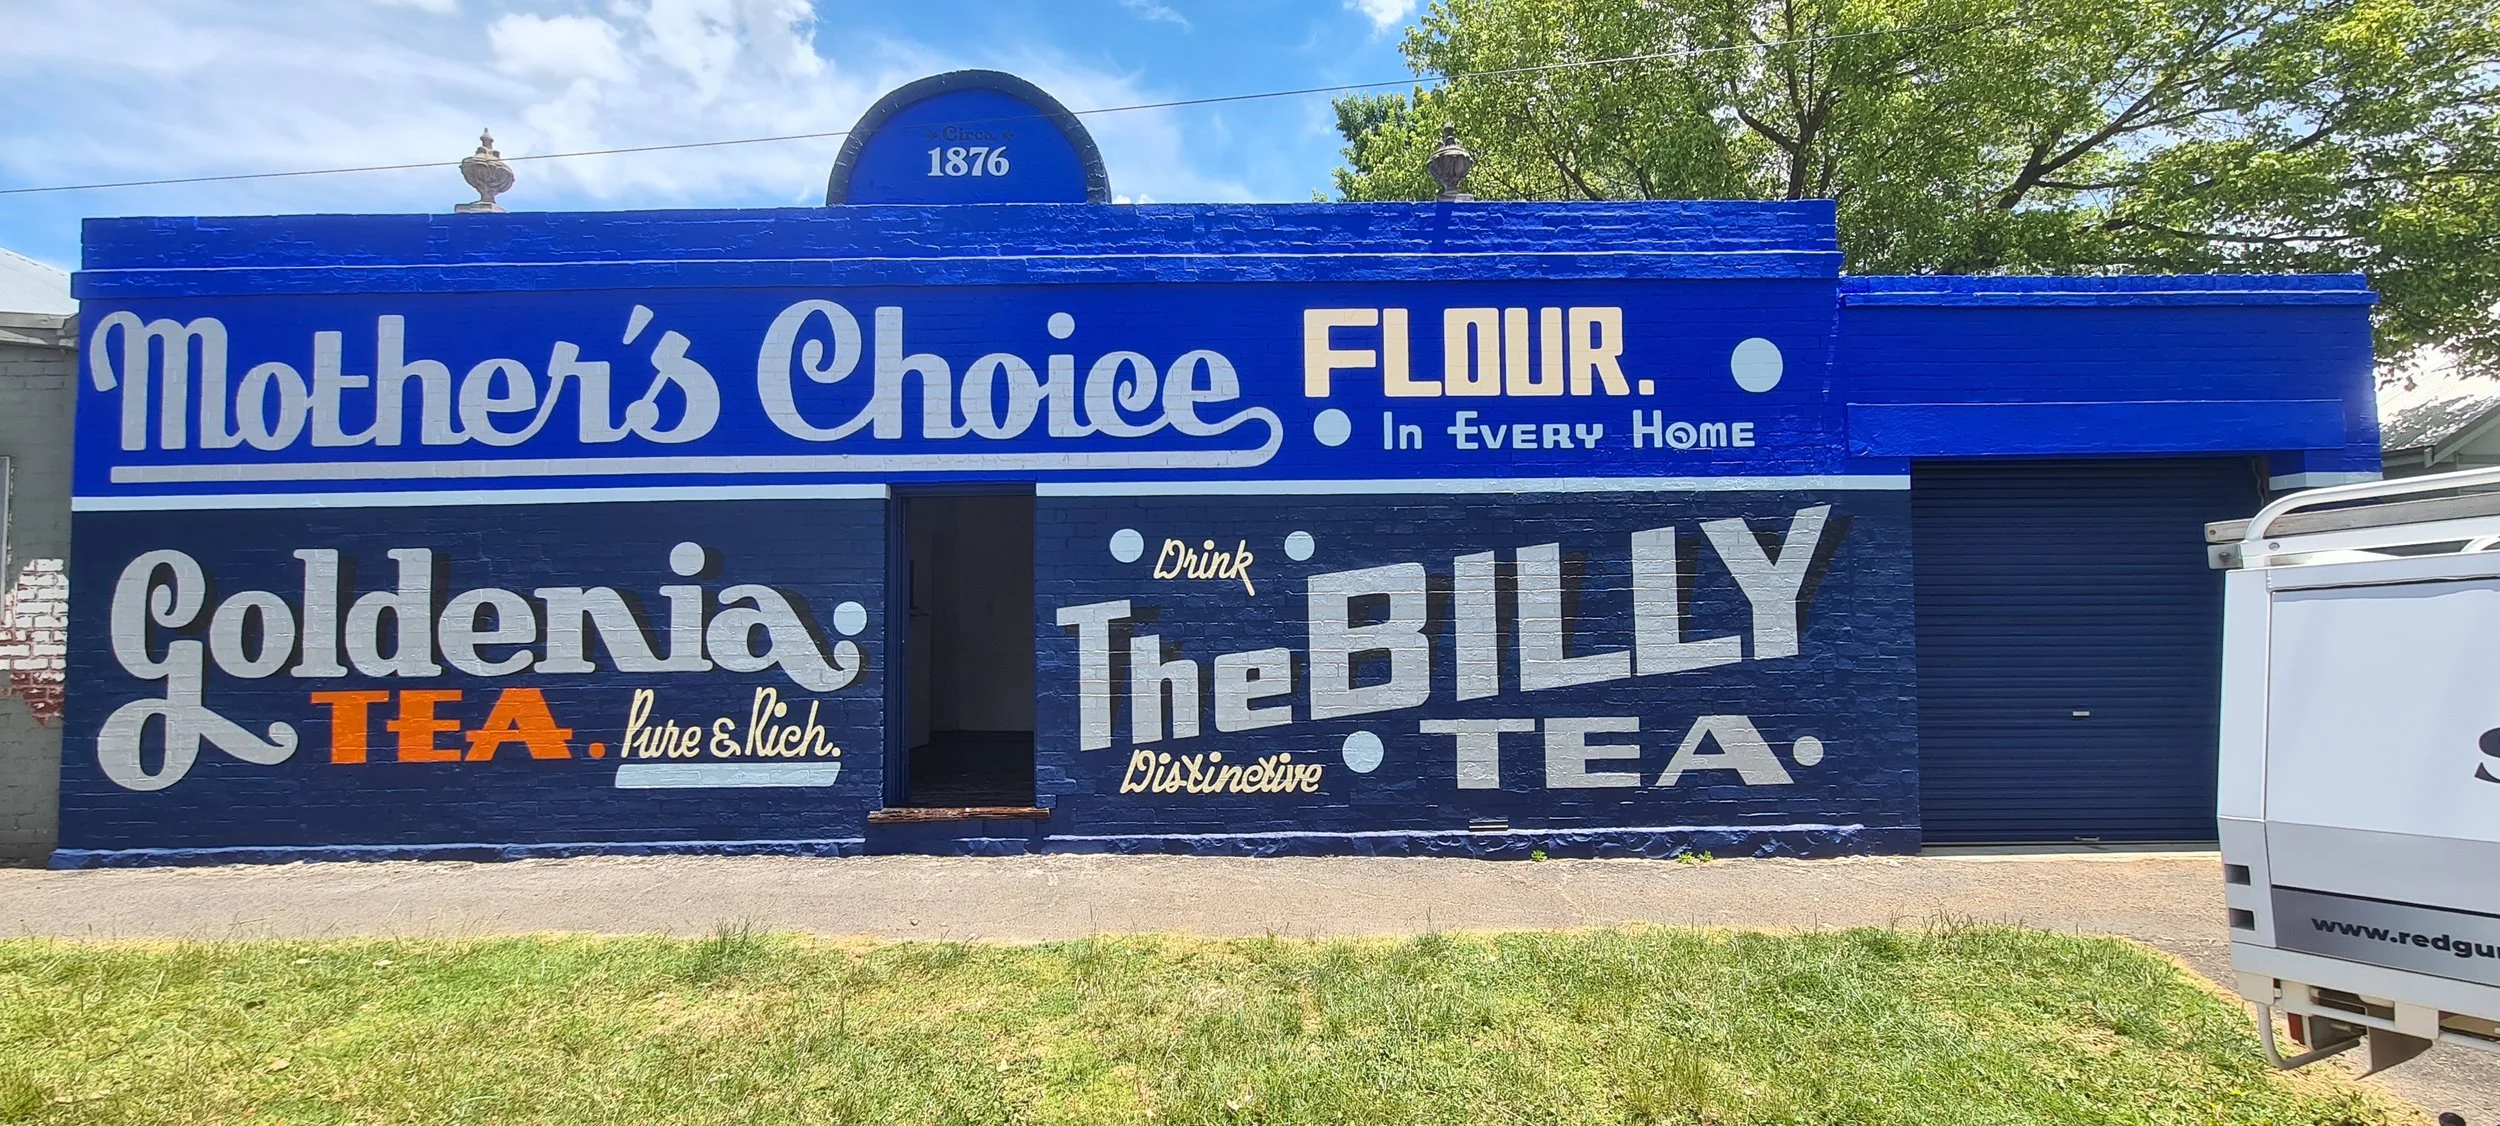 Circa
1876
Mother's Choice FLOUR.
In EVERY HOME
Goldenia
TEA. Pure & Rich.
Drink
The BILLY
TEA
Distinctive
S
www.redgu